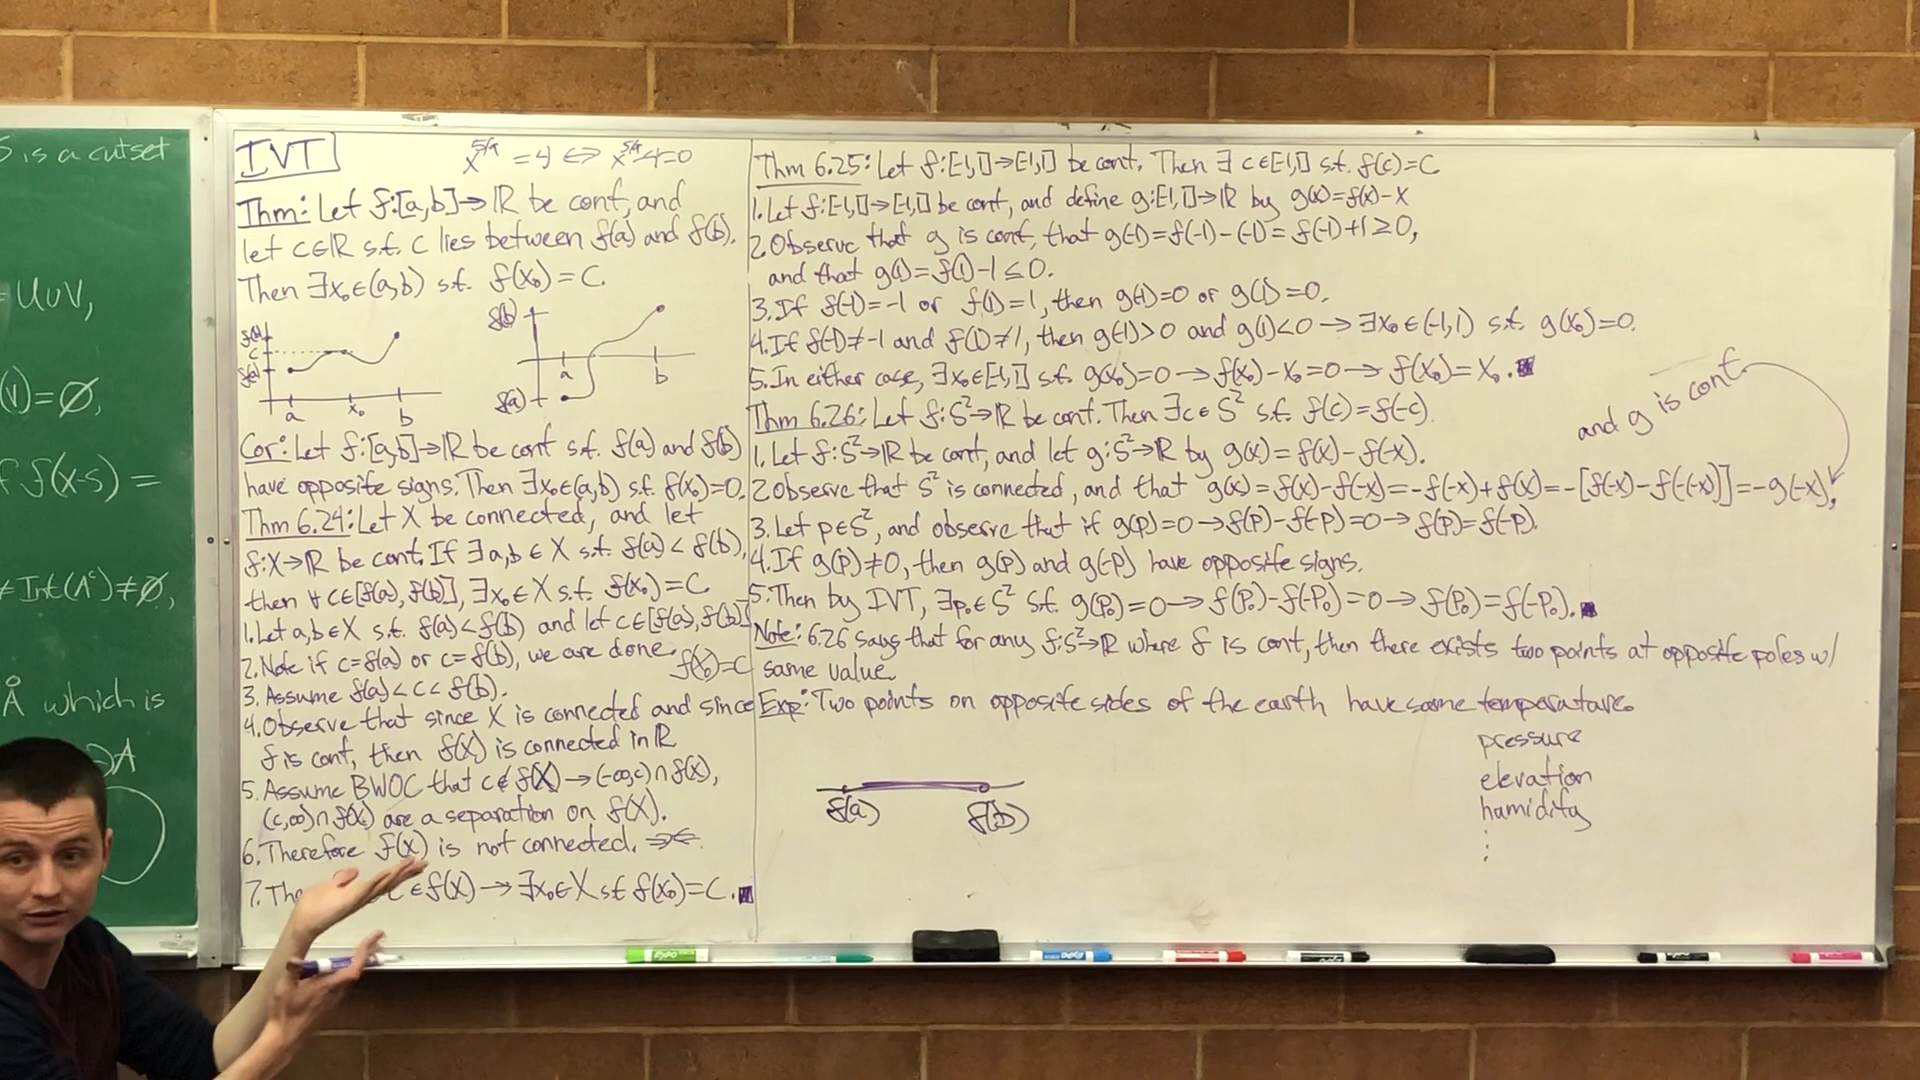 S is a cutset
= U∪V,
(V)=∅,
f f(x-s) =
≠ Int(Λᶜ)≠∅,
Å which is
∂A
IVT
x^5/9 = 4 ⟺ x^5/9-4=0
Thm: Let f:[a,b]→ℝ be cont, and
let c∈ℝ s.t. c lies between f(a) and f(b).
Then ∃x₀∈(a,b) s.t. f(x₀)=C.
f(b)
c
f(a)
a x₀ b
f(b)
a b
f(a)
Cor: Let f:[a,b]→ℝ be cont s.t. f(a) and f(b)
have opposite signs. Then ∃x₀∈(a,b) s.t. f(x₀)=0.
Thm 6.24: Let X be connected, and let
f:X→ℝ be cont. If ∃a,b∈X s.t. f(a)<f(b),
then ∀ c∈[f(a),f(b)], ∃x₀∈X s.t. f(x₀)=C
1. Let a,b∈X s.t. f(a)<f(b) and let c∈[f(a),f(b)]
2. Note if c=f(a) or c=f(b), we are done.
f(x₀)=C
3. Assume f(a)<c<f(b).
4. Observe that since X is connected and since
f is cont, then f(X) is connected in ℝ
5. Assume BWOC that c∉f(X)→(-∞,c)∩f(X),
(c,∞)∩f(X) are a separation on f(X).
6. Therefore f(X) is not connected. →←
7. The C∈f(X)→∃x₀∈X s.t f(x₀)=C. ■
Thm 6.25: Let f:[-1,1]→[-1,1] be cont. Then ∃ c∈[-1,1] s.t. f(c)=C
1. Let f:[-1,1]→[-1,1] be cont, and define g:[-1,1]→ℝ by g(x)=f(x)-x
2. Observe that g is cont, that g(-1)=f(-1)-(-1)=f(-1)+1≥0,
and that g(1)=f(1)-1≤0.
3. If f(-1)=-1 or f(1)=1, then g(-1)=0 or g(1)=0.
4. If f(-1)≠-1 and f(1)≠1, then g(-1)>0 and g(1)<0→∃x₀∈(-1,1) s.t. g(x₀)=0.
5. In either case, ∃x₀∈[-1,1] s.t. g(x₀)=0→f(x₀)-x₀=0→f(x₀)=x₀. ■
Thm 6.26: Let f:S²→ℝ be cont. Then ∃c∈S² s.t. f(c)=f(-c).
and g is cont.
1. Let f:S²→ℝ be cont, and let g:S²→ℝ by g(x)=f(x)-f(-x).
2. Observe that S² is connected, and that g(x)=f(x)-f(-x)=-f(-x)+f(x)=-[f(-x)-f(-(-x))]=-g(-x),
3. Let p∈S², and observe that if g(p)=0→f(p)-f(-p)=0→f(p)=f(-p).
4. If g(p)≠0, then g(p) and g(-p) have opposite signs.
5. Then by IVT, ∃p₀∈S² s.t. g(p₀)=0→f(p₀)-f(-p₀)=0→f(p₀)=f(-p₀). ■
Note: 6.26 says that for any f:S²→ℝ where f is cont, then there exists two points at opposite poles w/
same value.
Exp: Two points on opposite sides of the earth have same temperature.
pressure
elevation
humidity
⋮
f(a) f(b)
EXPO